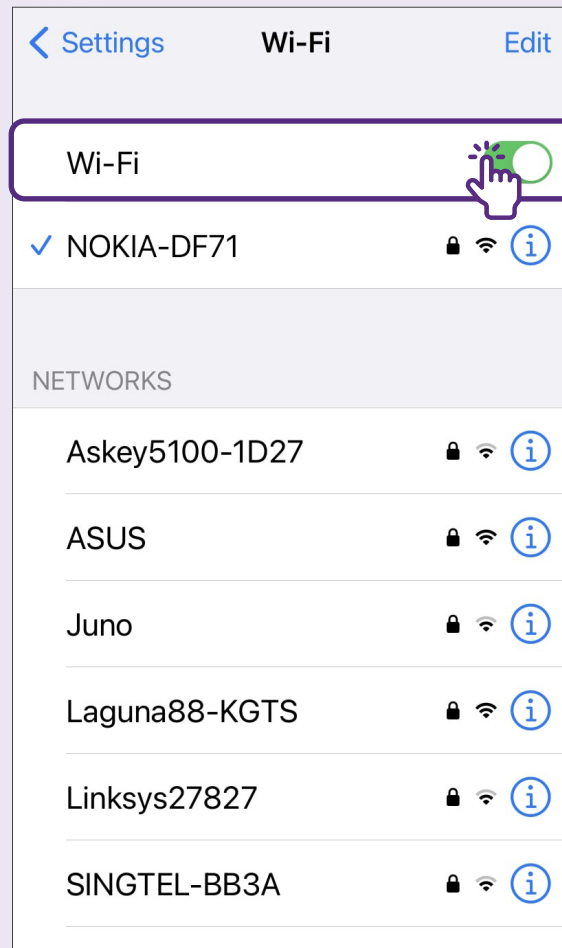 Settings Wi-Fi Edit
Wi-Fi
NOKIA-DF71
NETWORKS
Askey5100-1D27
ASUS
Juno
Laguna88-KGTS
Linksys27827
SINGTEL-BB3A